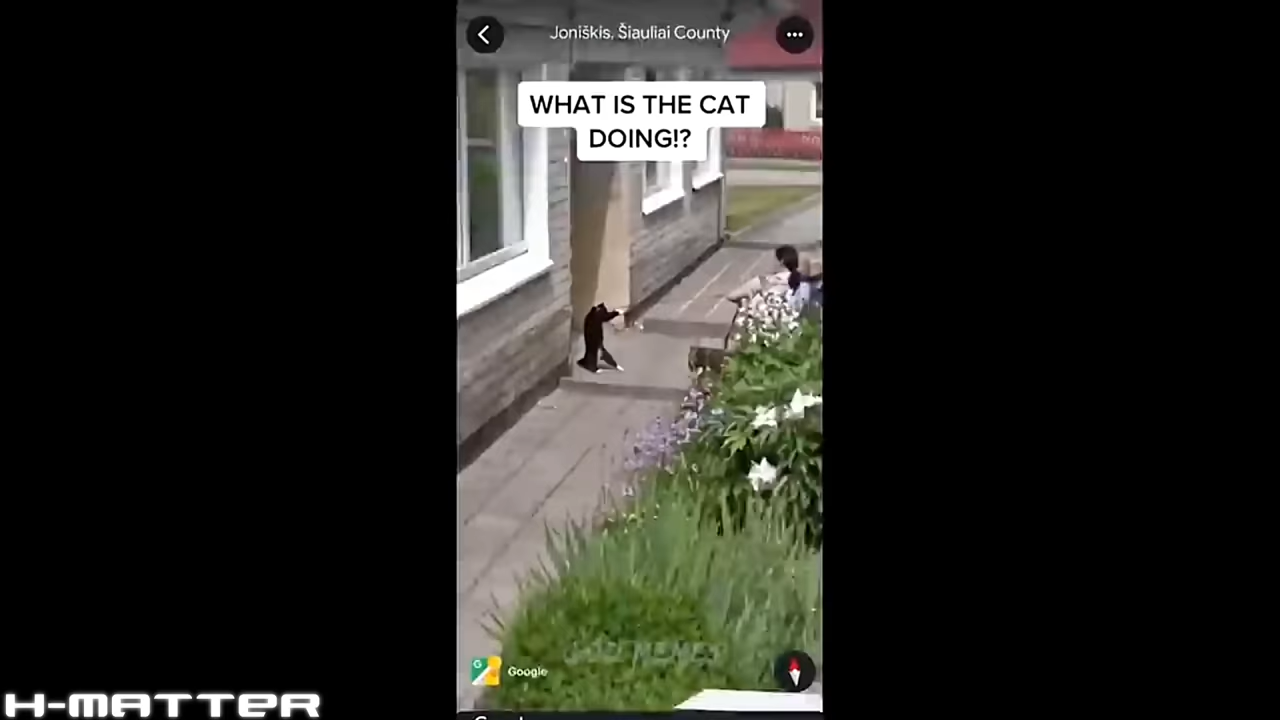 Joniškis, Šiauliai County
WHAT IS THE CAT
DOING!?
Google
H-MATTER